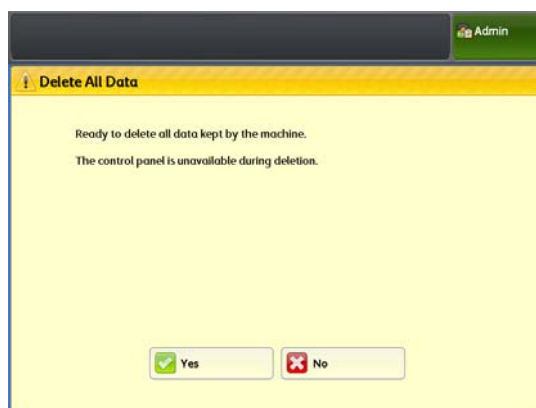 Admin
Delete All Data
Ready to delete all data kept by the machine.
The control panel is unavailable during deletion.
Yes
No